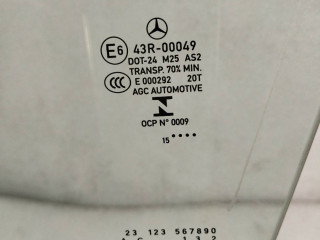 E6 43R-00049
DOT-24 M25 AS2
TRANSP. 70% MIN.
CCC E 000292 20T
AGC AUTOMOTIVE
N
OCP N° 0009
15 ••••
23 123 567890